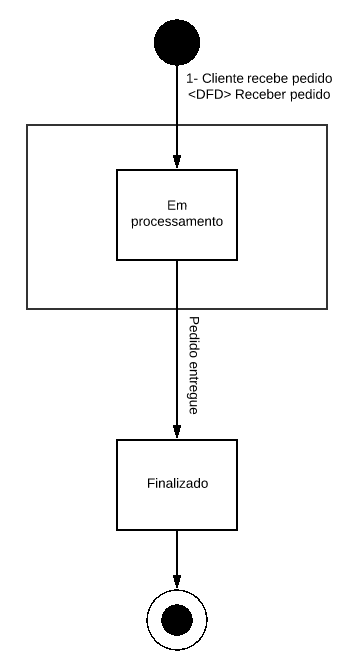 1- Cliente recebe pedido
<DFD> Receber pedido
Em
processamento
Pedido entregue
Finalizado